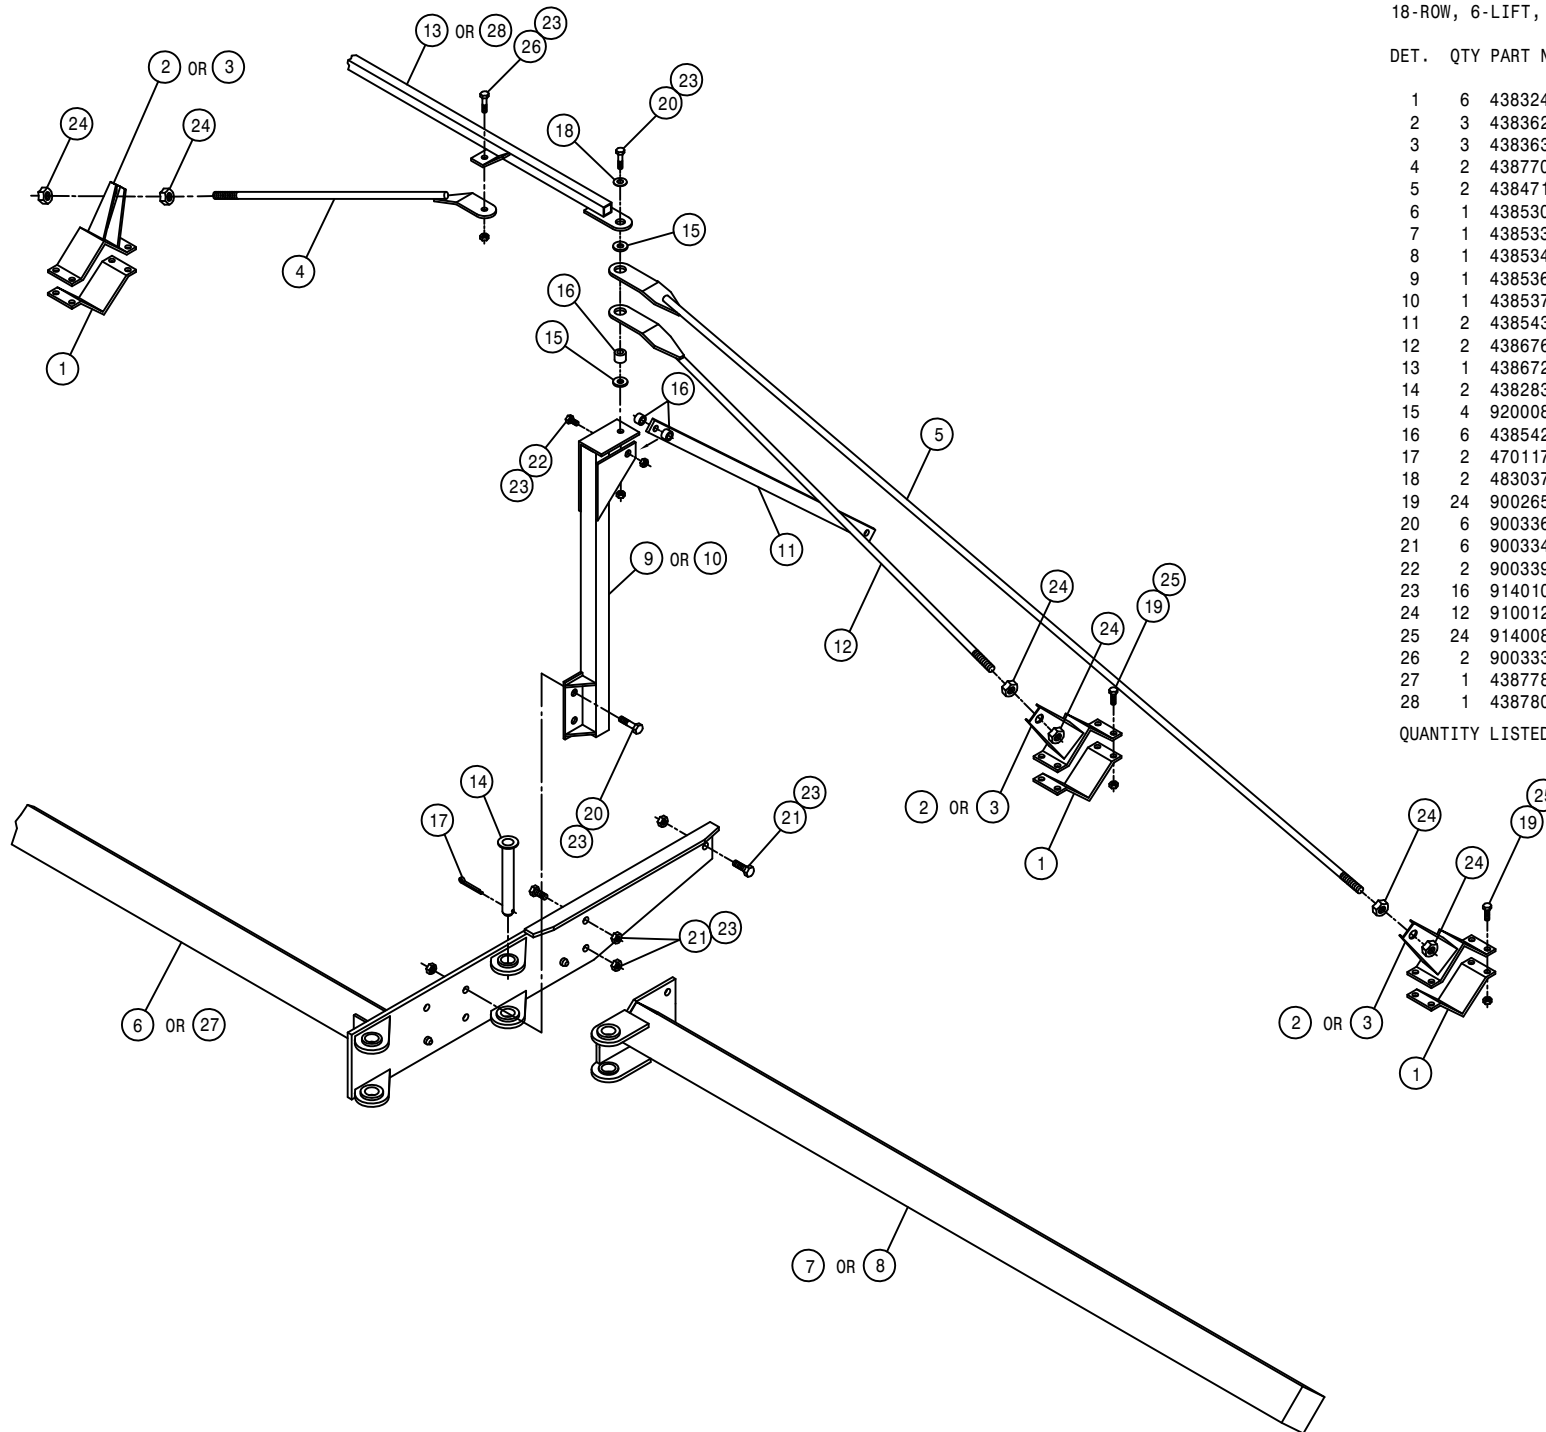 18-ROW, 6-LIFT,
DET. QTY PART N
1 6 438324
2 3 438362
3 3 438363
4 2 438770
5 2 438471
6 1 438530
7 1 438533
8 1 438534
9 1 438536
10 1 438537
11 2 438543
12 2 438676
13 1 438672
14 2 438283
15 4 920008
16 6 438542
17 2 470117
18 2 483037
19 24 900265
20 6 900336
21 6 900334
22 2 900339
23 16 914010
24 12 910012
25 24 914008
26 2 900333
27 1 438778
28 1 438780
QUANTITY LISTED
13 OR 28
23
26
2 OR 3
23
20
24
24
18
15
4
16
15
1
16
5
22
23
11
9 OR 10
24
25
19
24
12
14
23
21
2 OR 3
17
20
23
1
24
25
19
24
21 23
6 OR 27
2 OR 3
1
7 OR 8